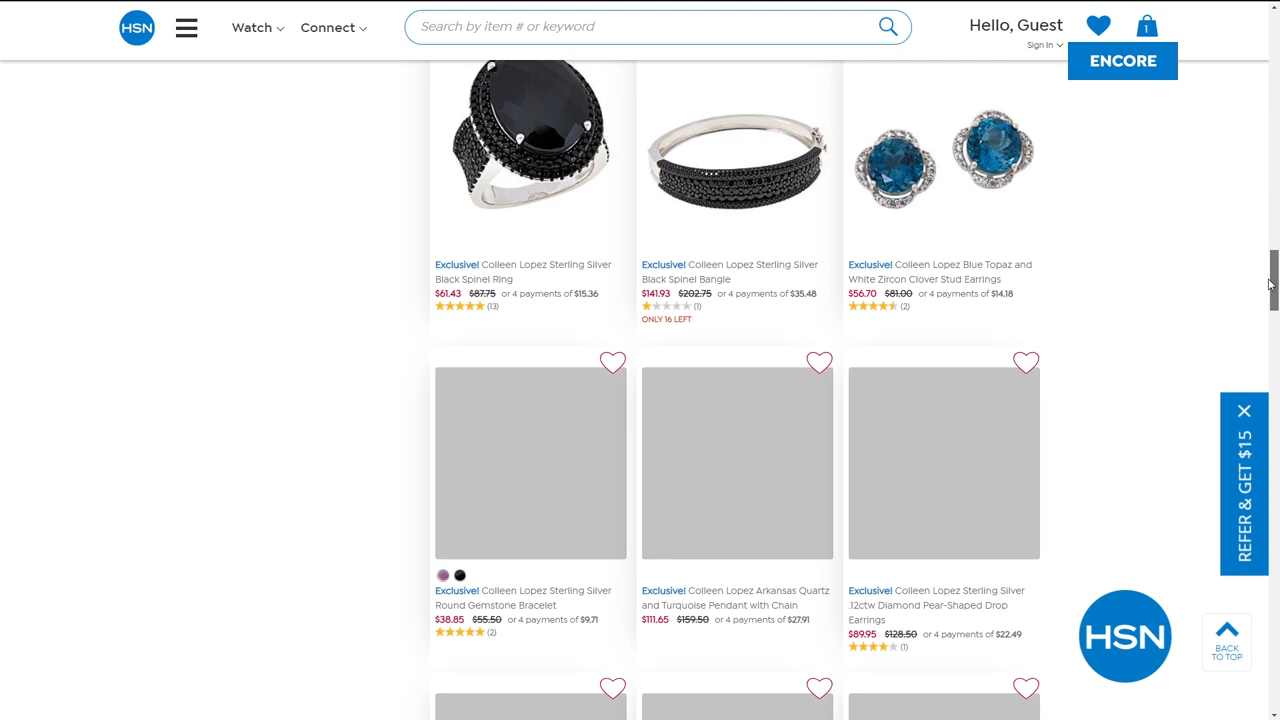 HSN
Watch
Connect
Search by item # or keyword
Hello, Guest
Sign In
1
ENCORE
Exclusive! Colleen Lopez Sterling Silver
Black Spinel Ring
$61.43 $87.75 or 4 payments of $15.36
(13)
Exclusive! Colleen Lopez Sterling Silver
Black Spinel Bangle
$141.93 $202.75 or 4 payments of $35.48
(1)
ONLY 16 LEFT
Exclusive! Colleen Lopez Blue Topaz and
White Zircon Clover Stud Earrings
$56.70 $81.00 or 4 payments of $14.18
(2)
Exclusive! Colleen Lopez Sterling Silver
Round Gemstone Bracelet
$38.85 $55.50 or 4 payments of $9.71
(2)
Exclusive! Colleen Lopez Arkansas Quartz
and Turquoise Pendant with Chain
$111.65 $159.50 or 4 payments of $27.91
Exclusive! Colleen Lopez Sterling Silver
.12ctw Diamond Pear-Shaped Drop
Earrings
$89.95 $128.50 or 4 payments of $22.49
(1)
REFER & GET $15
HSN
BACK
TO TOP